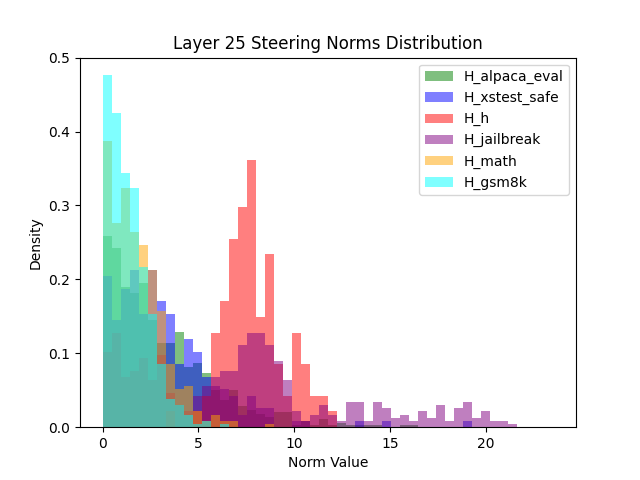 Layer 25 Steering Norms Distribution
H_alpaca_eval
H_xstest_safe
H_h
H_jailbreak
H_math
H_gsm8k
Density
0.5
0.4
0.3
0.2
0.1
0.0
0
5
10
15
20
Norm Value